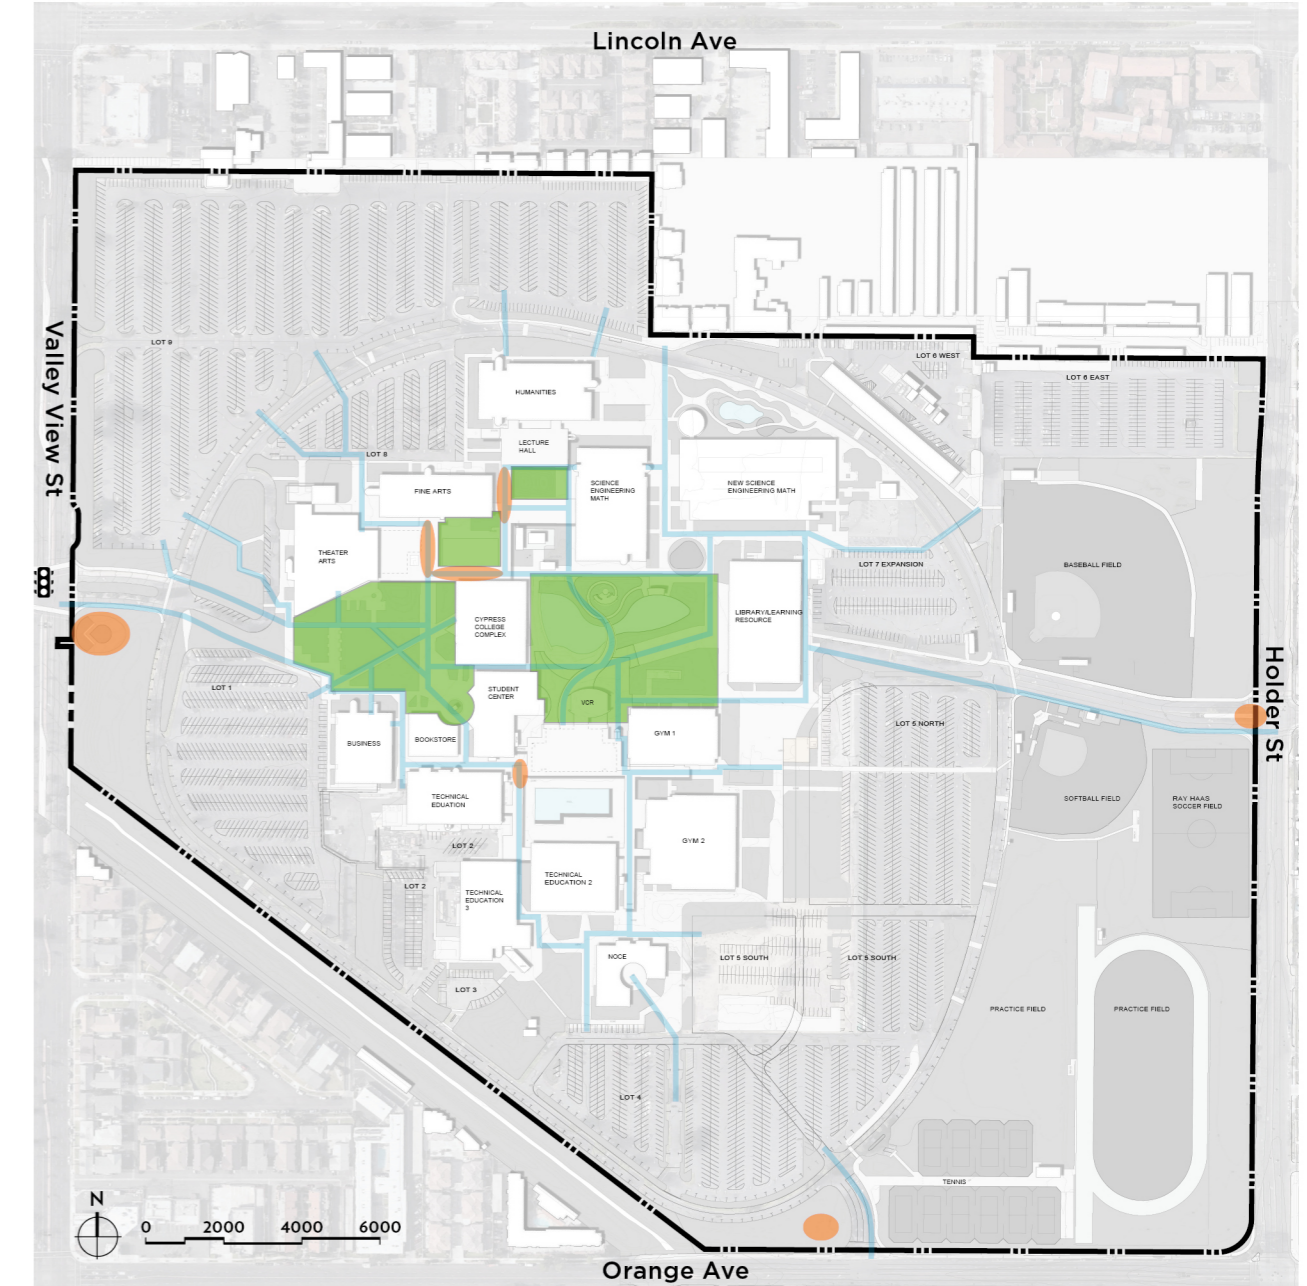 Lincoln Ave
LOT 9
LOT 6 WEST
LOT 6 EAST
Valley View St
HUMANITIES
LECTURE
HALL
LOT 8
FINE ARTS
SCIENCE
ENGINEERING
MATH
NEW SCIENCE
ENGINEERING MATH
THEATER
ARTS
LOT 7 EXPANSION
BASEBALL FIELD
CYPRESS
COLLEGE
COMPLEX
LIBRARY/LEARNING
RESOURCE
LOT 1
STUDENT
CENTER
VCR
Holder St
LOT 5 NORTH
BUSINESS
BOOKSTORE
GYM 1
TECHNICAL
EDUATION
SOFTBALL FIELD
RAY HAAS
SOCCER FIELD
LOT 2
GYM 2
LOT 2
TECHNICAL
EDUCATION 2
TECHNICAL
EDUCATION
3
NOCE
LOT 5 SOUTH
LOT 5 SOUTH
LOT 3
PRACTICE FIELD
PRACTICE FIELD
LOT 4
TENNIS
N
0 2000 4000 6000
Orange Ave